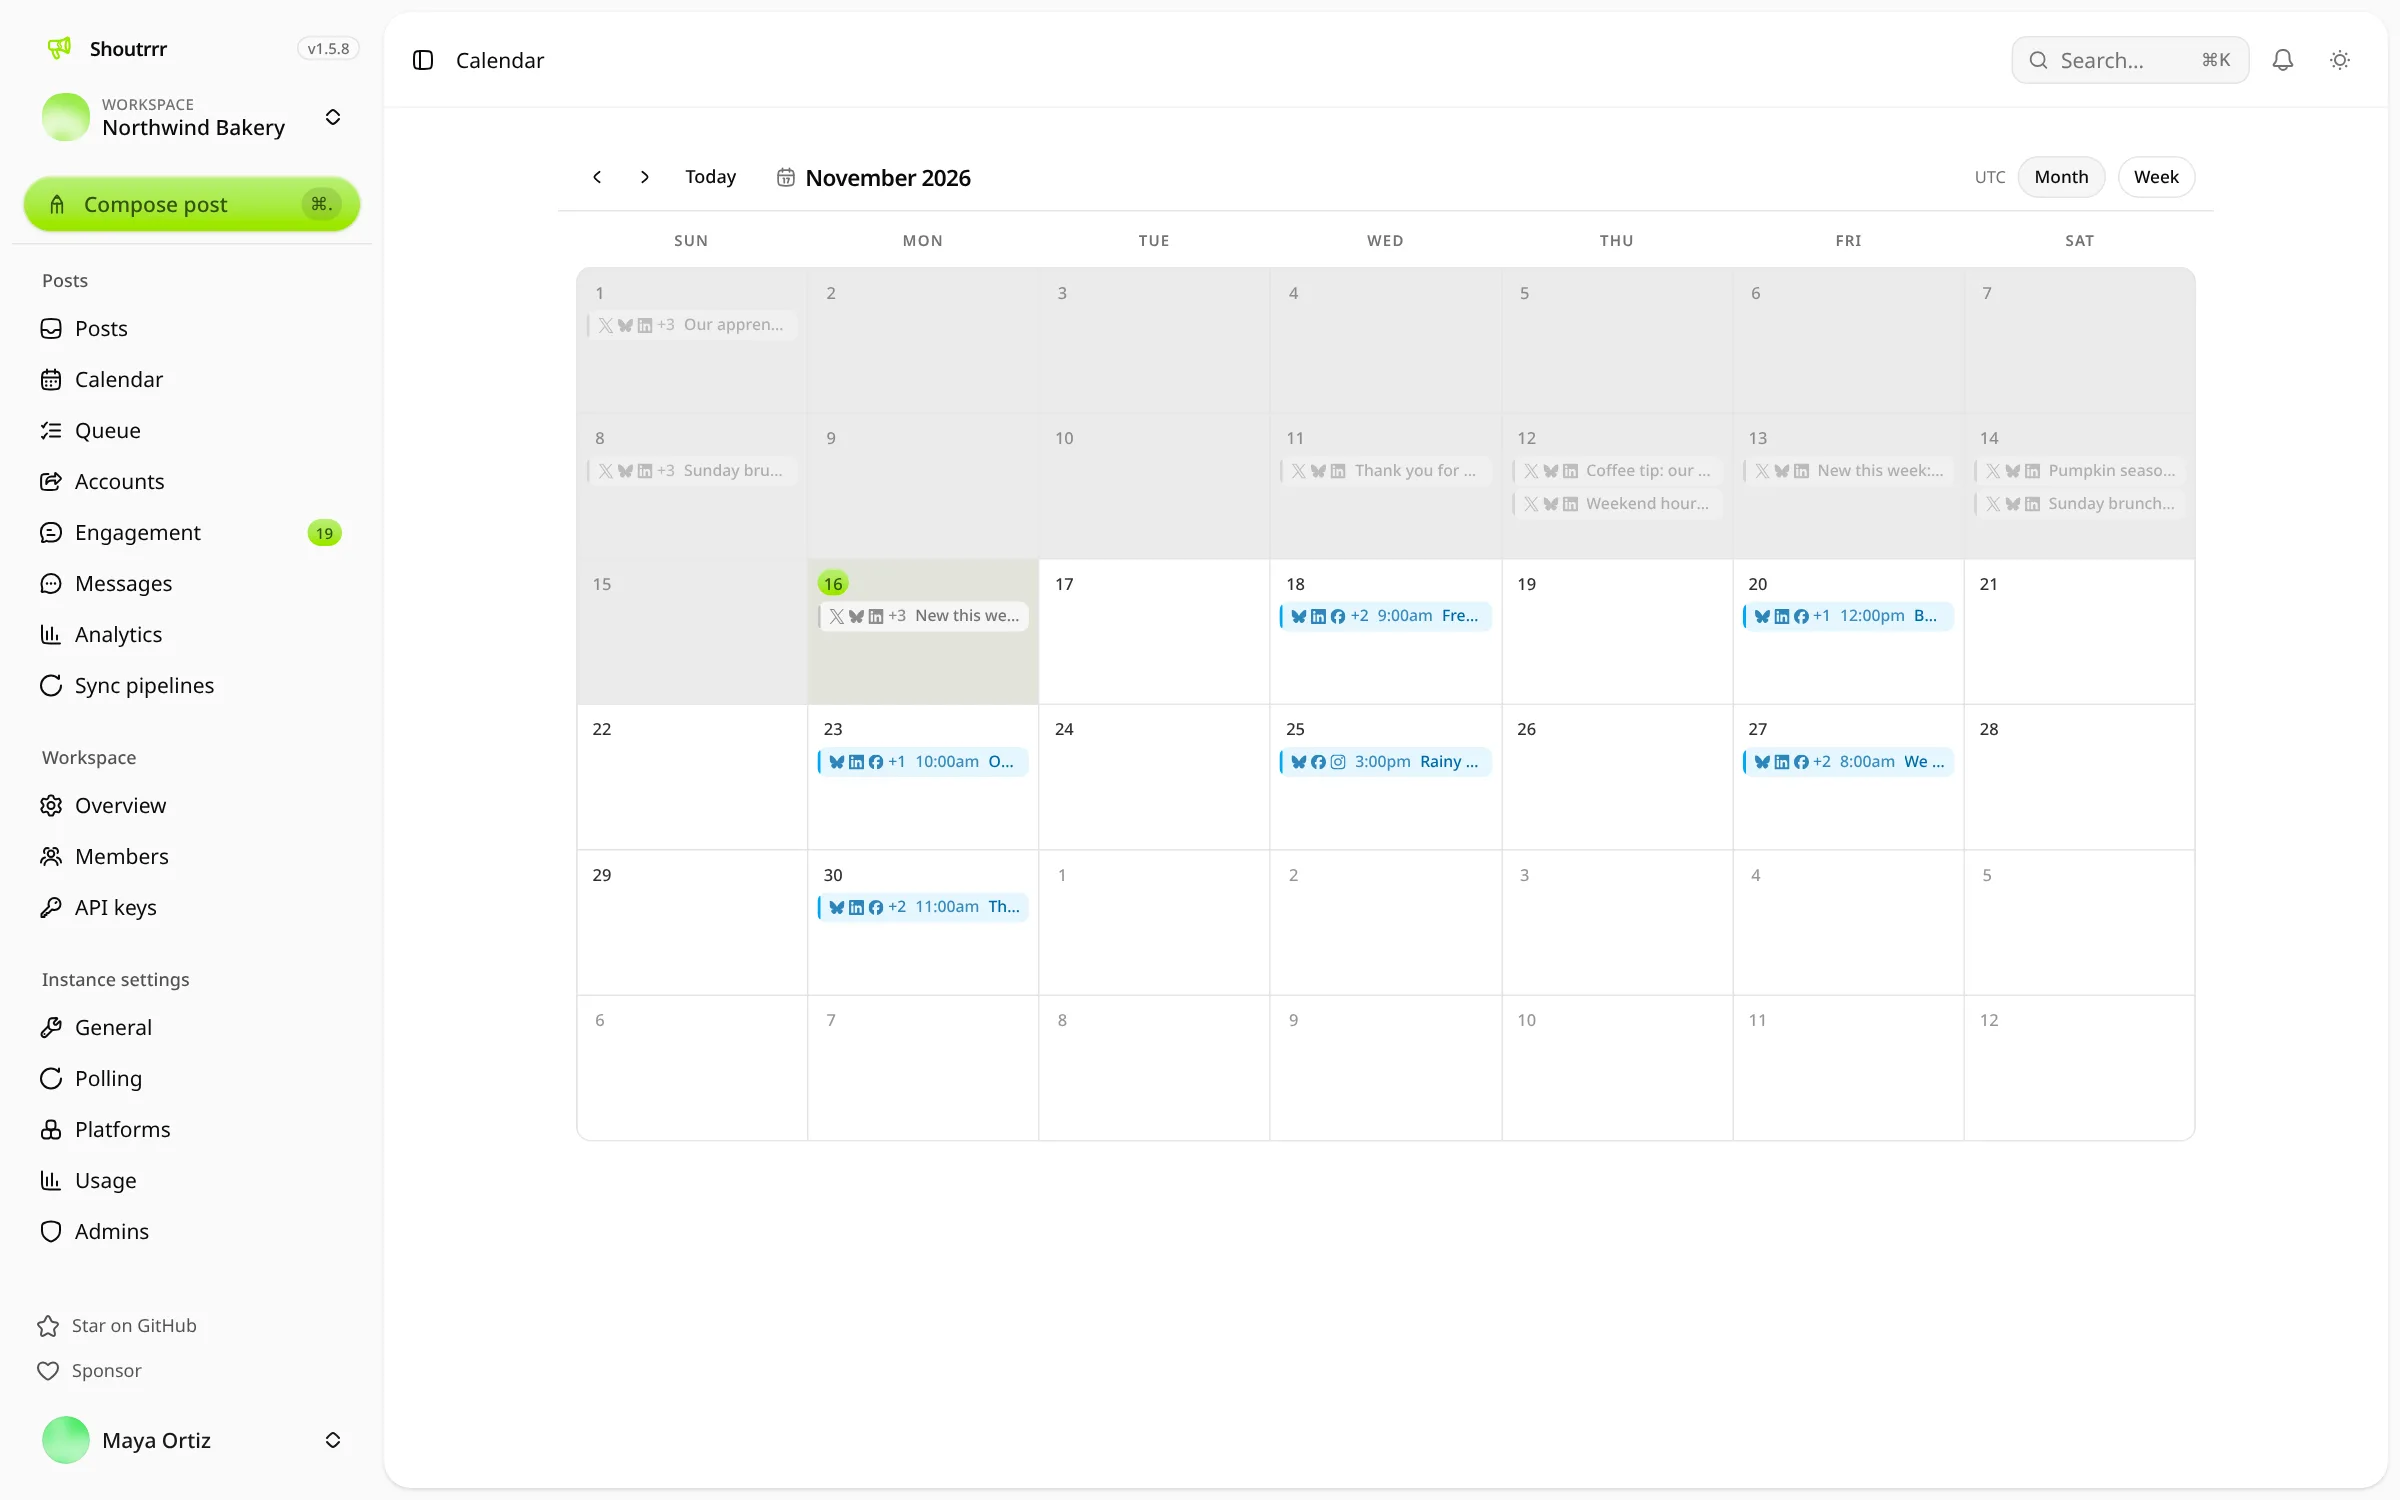 Shoutrrr
v1.5.8
WORKSPACE
Northwind Bakery
Compose post
⌘.
Posts
Posts
Calendar
Queue
Accounts
Engagement
19
Messages
Analytics
Sync pipelines
Workspace
Overview
Members
API keys
Instance settings
General
Polling
Platforms
Usage
Admins
Star on GitHub
Sponsor
Maya Ortiz
Calendar
Search...
⌘K
Today
November 2026
UTC
Month
Week
SUN MON TUE WED THU FRI SAT
1 2 3 4 5 6 7
+3 Our appren...
8 9 10 11 12 13 14
+3 Sunday bru...
Thank you for ...
Coffee tip: our ...
Weekend hour...
New this week:...
Pumpkin seaso...
Sunday brunch...
15 16 17 18 19 20 21
+3 New this we...
+2 9:00am Fre...
+1 12:00pm B...
22 23 24 25 26 27 28
+1 10:00am O...
3:00pm Rainy ...
+2 8:00am We ...
29 30 1 2 3 4 5
+2 11:00am Th...
6 7 8 9 10 11 12